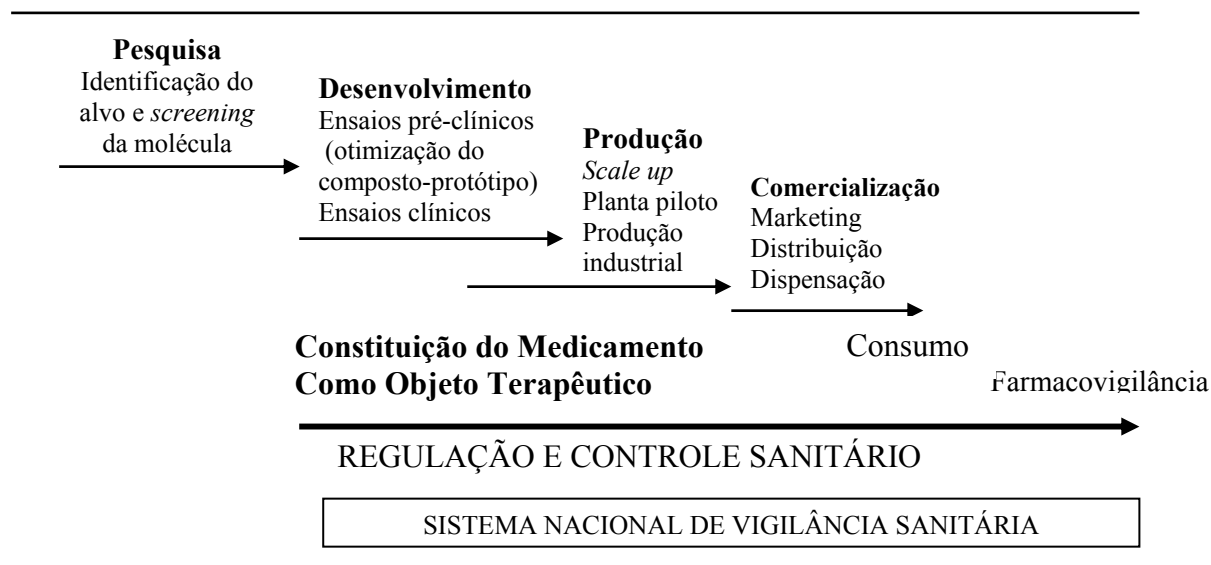 Pesquisa
Identificação do
alvo e screening
da molécula
Desenvolvimento
Ensaios pré-clínicos
(otimização do
composto-protótipo)
Ensaios clínicos
Produção
Scale up
Planta piloto
Produção
industrial
Comercialização
Marketing
Distribuição
Dispensação
Constituição do Medicamento
Como Objeto Terapêutico
Consumo
Farmacovigilância
REGULAÇÃO E CONTROLE SANITÁRIO
SISTEMA NACIONAL DE VIGILÂNCIA SANITÁRIA